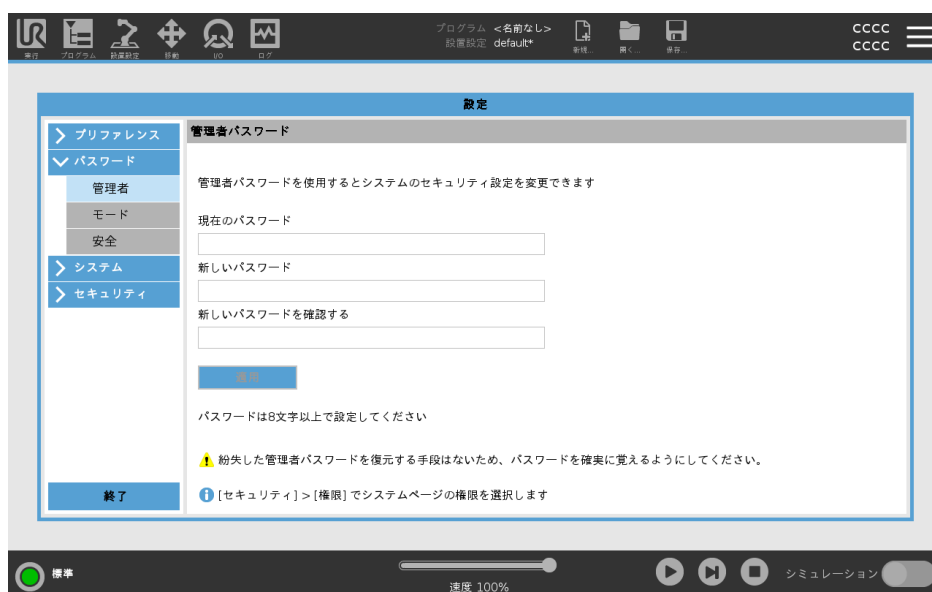 プログラム <名前なし>
設置設定 default*
cccc
cccc
UR
実行
プログラム
設置設定
移動
I/O
ログ
新規...
開く...
保存...
設定
プリファレンス
パスワード
管理者
モード
安全
システム
セキュリティ
終了
管理者パスワード
管理者パスワードを使用するとシステムのセキュリティ設定を変更できます
現在のパスワード
新しいパスワード
新しいパスワードを確認する
適用
パスワードは8文字以上で設定してください
紛失した管理者パスワードを復元する手段はないため、パスワードを確実に覚えるようにしてください。
[セキュリティ] > [権限] でシステムページの権限を選択します
標準
速度 100%
シミュレーション